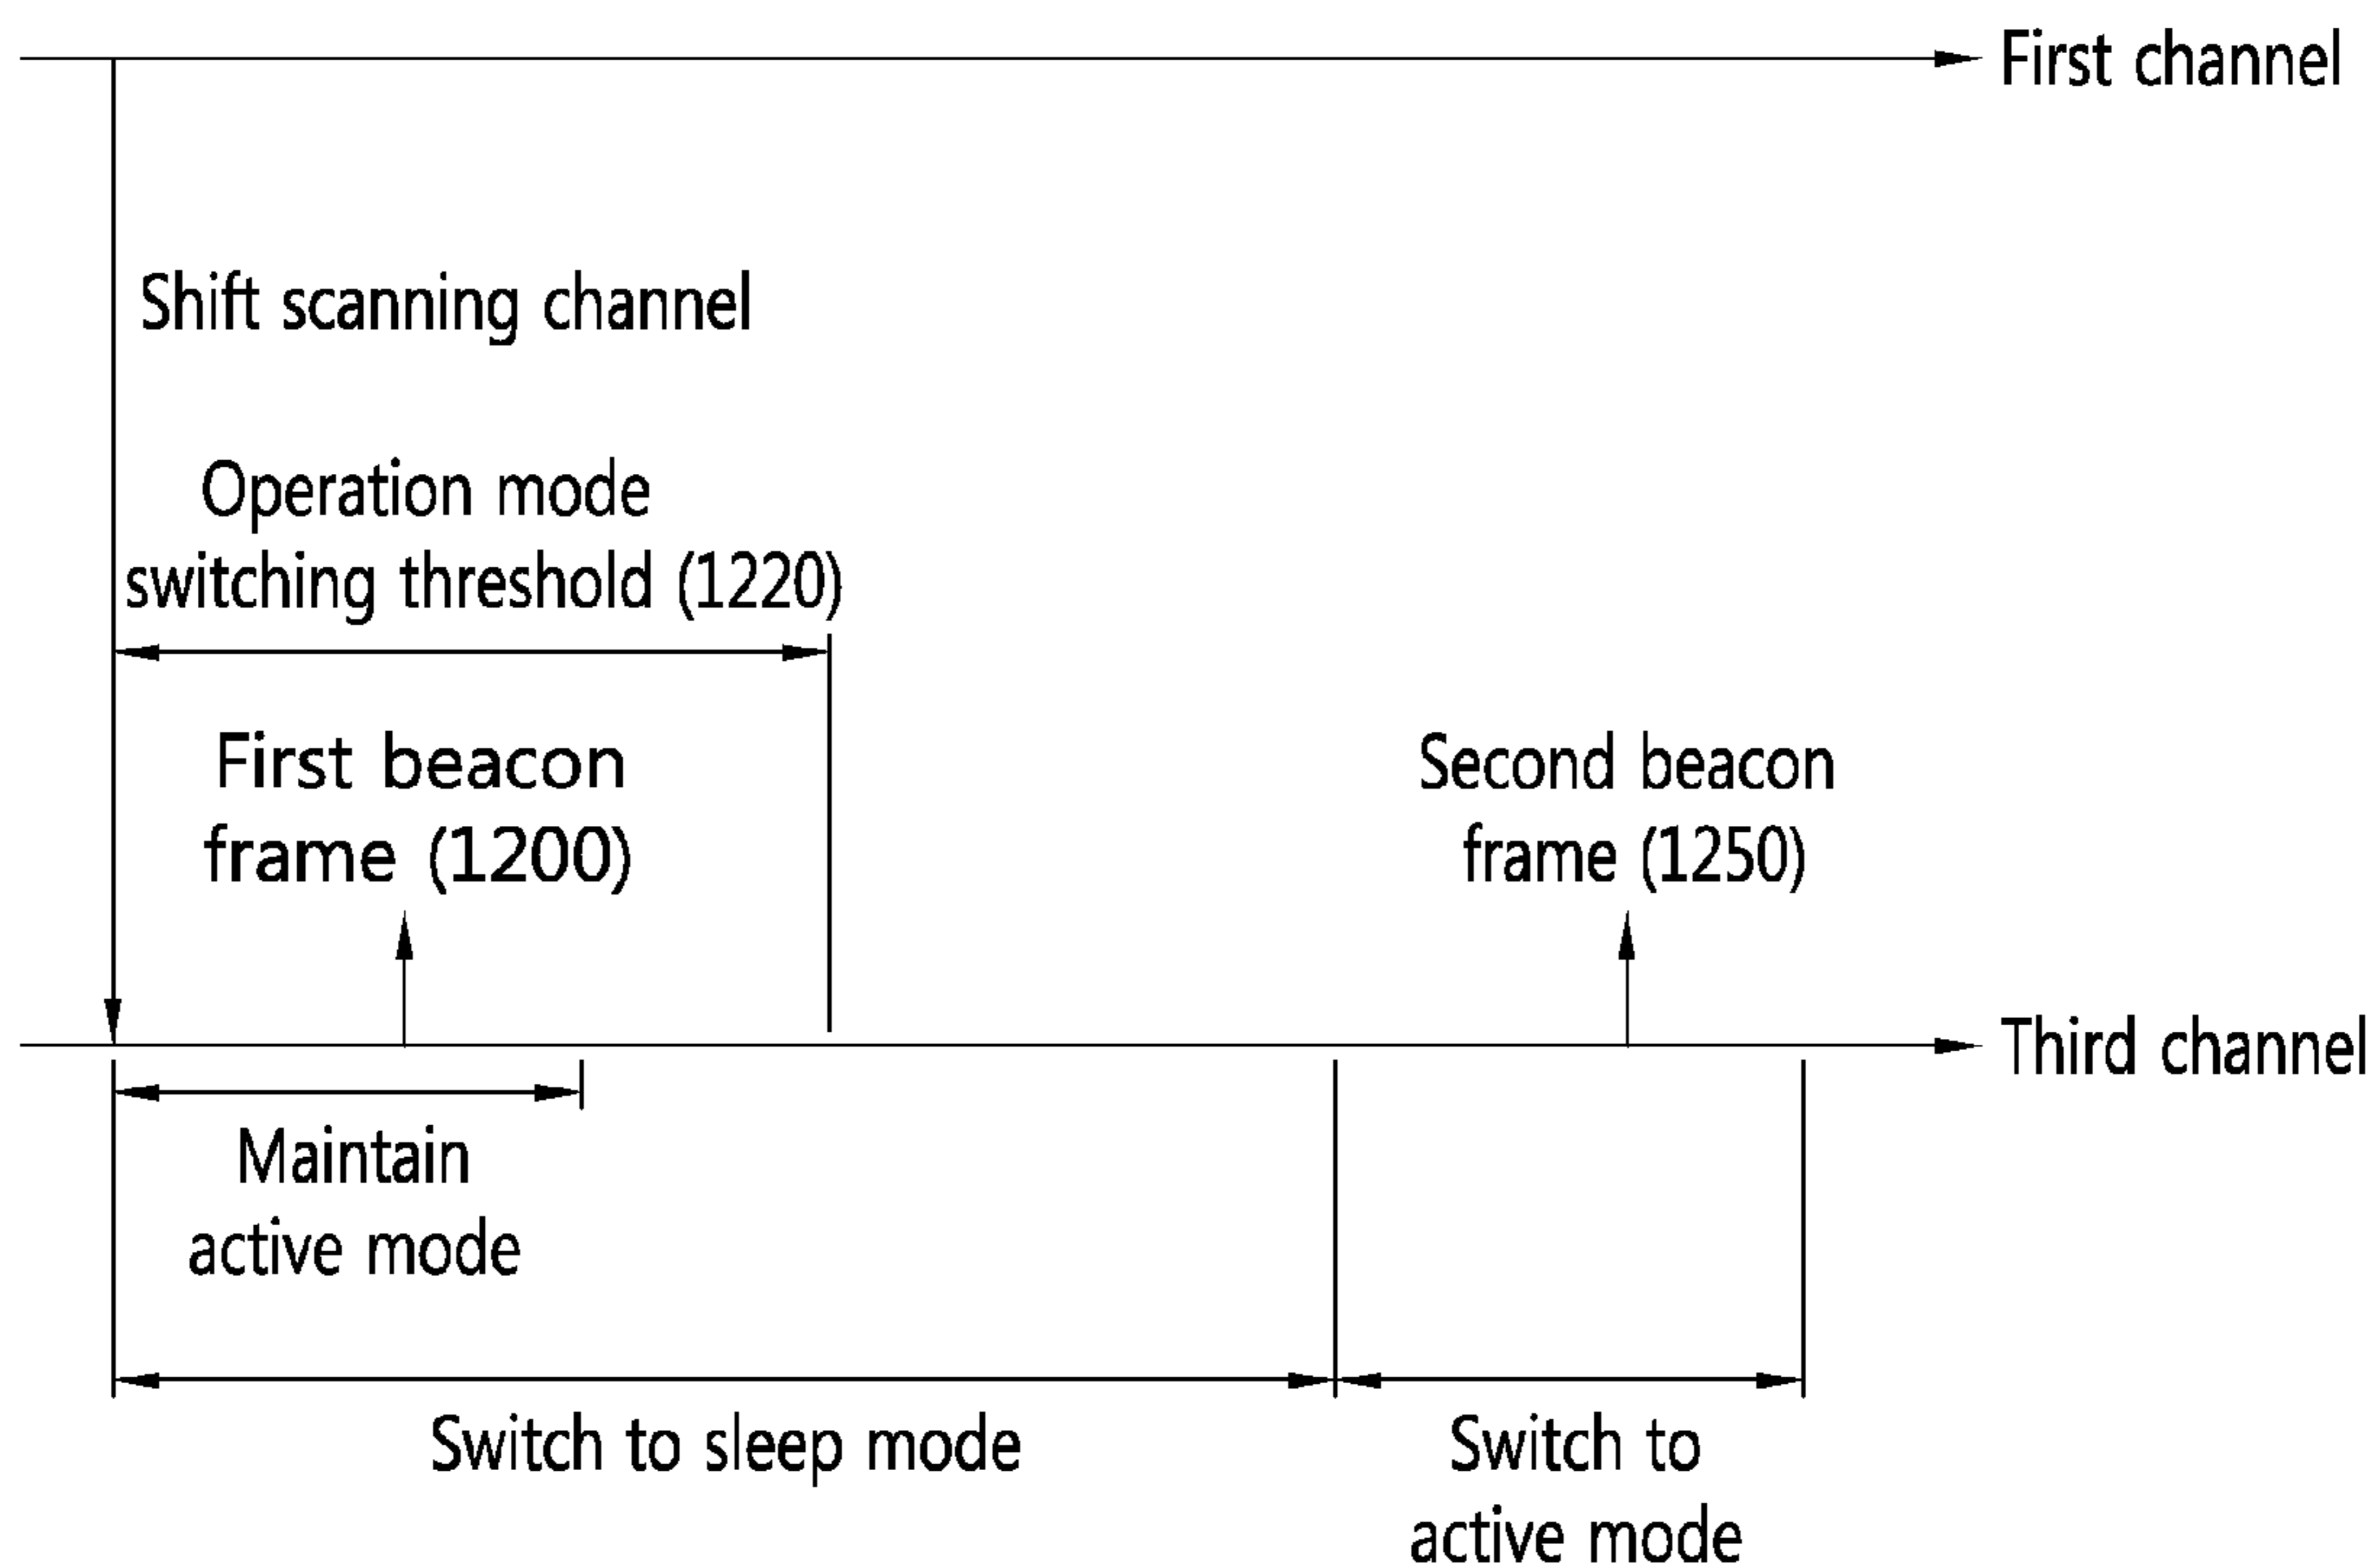 First channel
Shift scanning channel
Operation mode
switching threshold (1220)
First beacon
frame (1200)
Second beacon
frame (1250)
Third channel
Maintain
active mode
Switch to sleep mode
Switch to
active mode